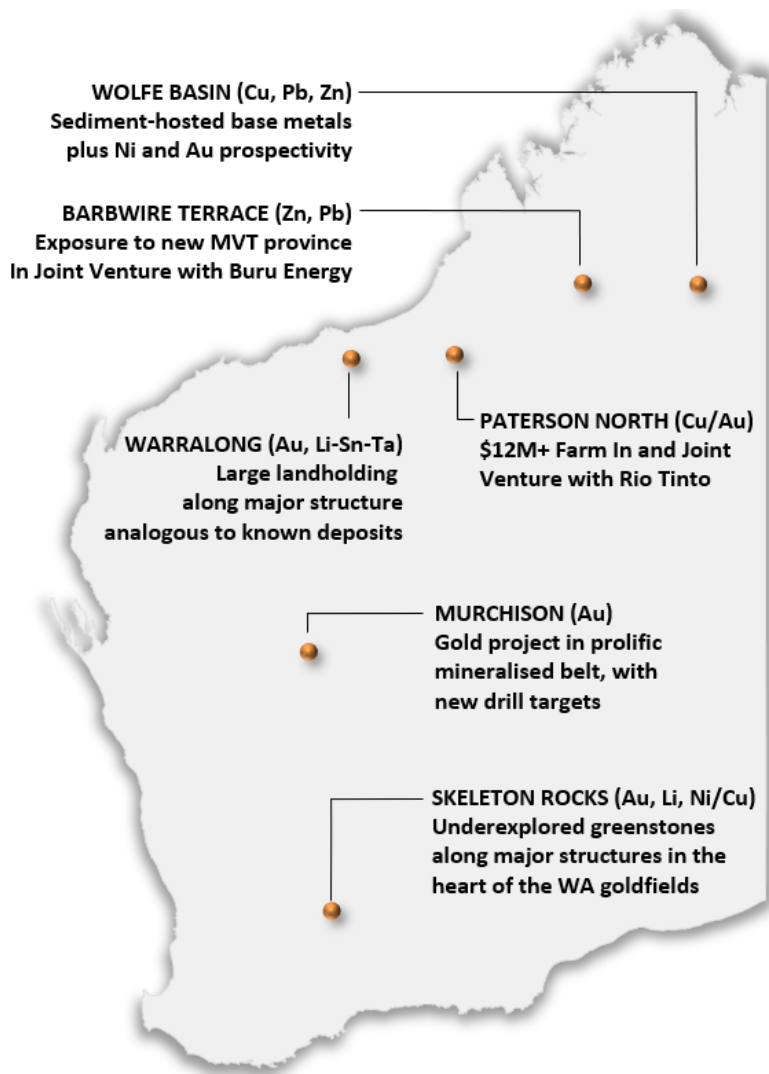 WOLFE BASIN (Cu, Pb, Zn)
Sediment-hosted base metals
plus Ni and Au prospectivity
BARBWIRE TERRACE (Zn, Pb)
Exposure to new MVT province
In Joint Venture with Buru Energy
WARRALONG (Au, Li-Sn-Ta)
Large landholding
along major structure
analogous to known deposits
PATERSON NORTH (Cu/Au)
$12M+ Farm In and Joint
Venture with Rio Tinto
MURCHISON (Au)
Gold project in prolific
mineralised belt, with
new drill targets
SKELETON ROCKS (Au, Li, Ni/Cu)
Underexplored greenstones
along major structures in the
heart of the WA goldfields